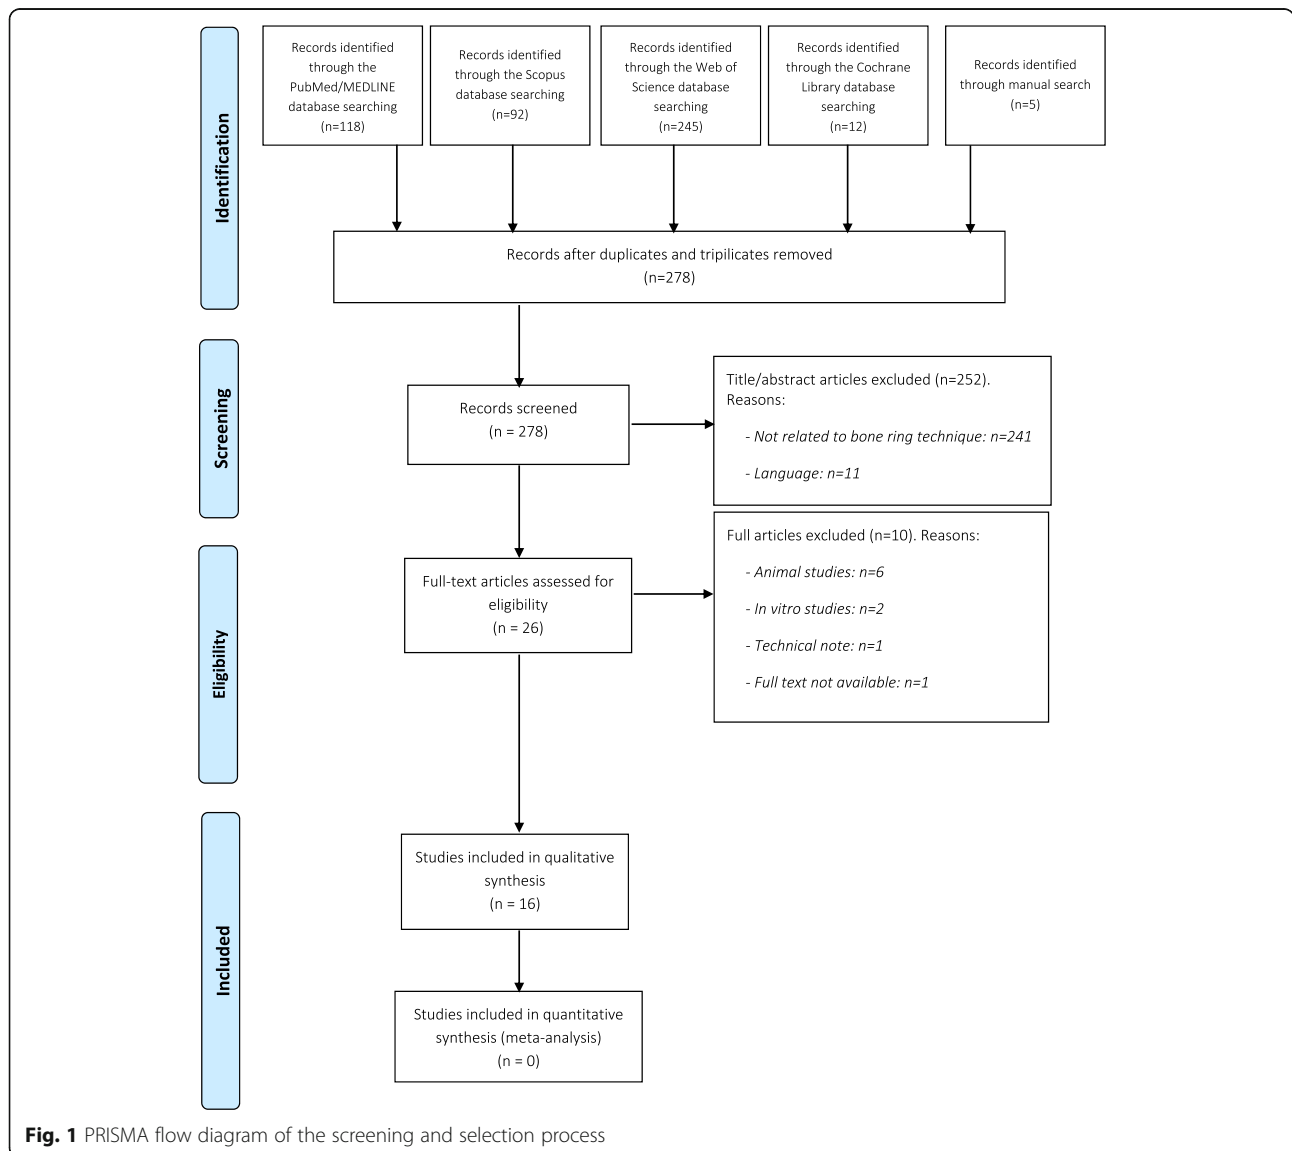 Identification
Records identified
through the
PubMed/MEDLINE
database searching
(n=118)
Records identified
through the Scopus
database searching
(n=92)
Records identified
through the Web of
Science database
searching
(n=245)
Records identified
through the Cochrane
Library database
searching
(n=12)
Records identified
through manual search
(n=5)
Records after duplicates and tripilicates removed
(n=278)
Screening
Records screened
(n = 278)
Title/abstract articles excluded (n=252).
Reasons:
- Not related to bone ring technique: n=241
- Language: n=11
Eligibility
Full-text articles assessed for
eligibility
(n = 26)
Full articles excluded (n=10). Reasons:
- Animal studies: n=6
- In vitro studies: n=2
- Technical note: n=1
- Full text not available: n=1
Included
Studies included in qualitative
synthesis
(n = 16)
Studies included in quantitative
synthesis (meta-analysis)
(n = 0)
Fig. 1 PRISMA flow diagram of the screening and selection process